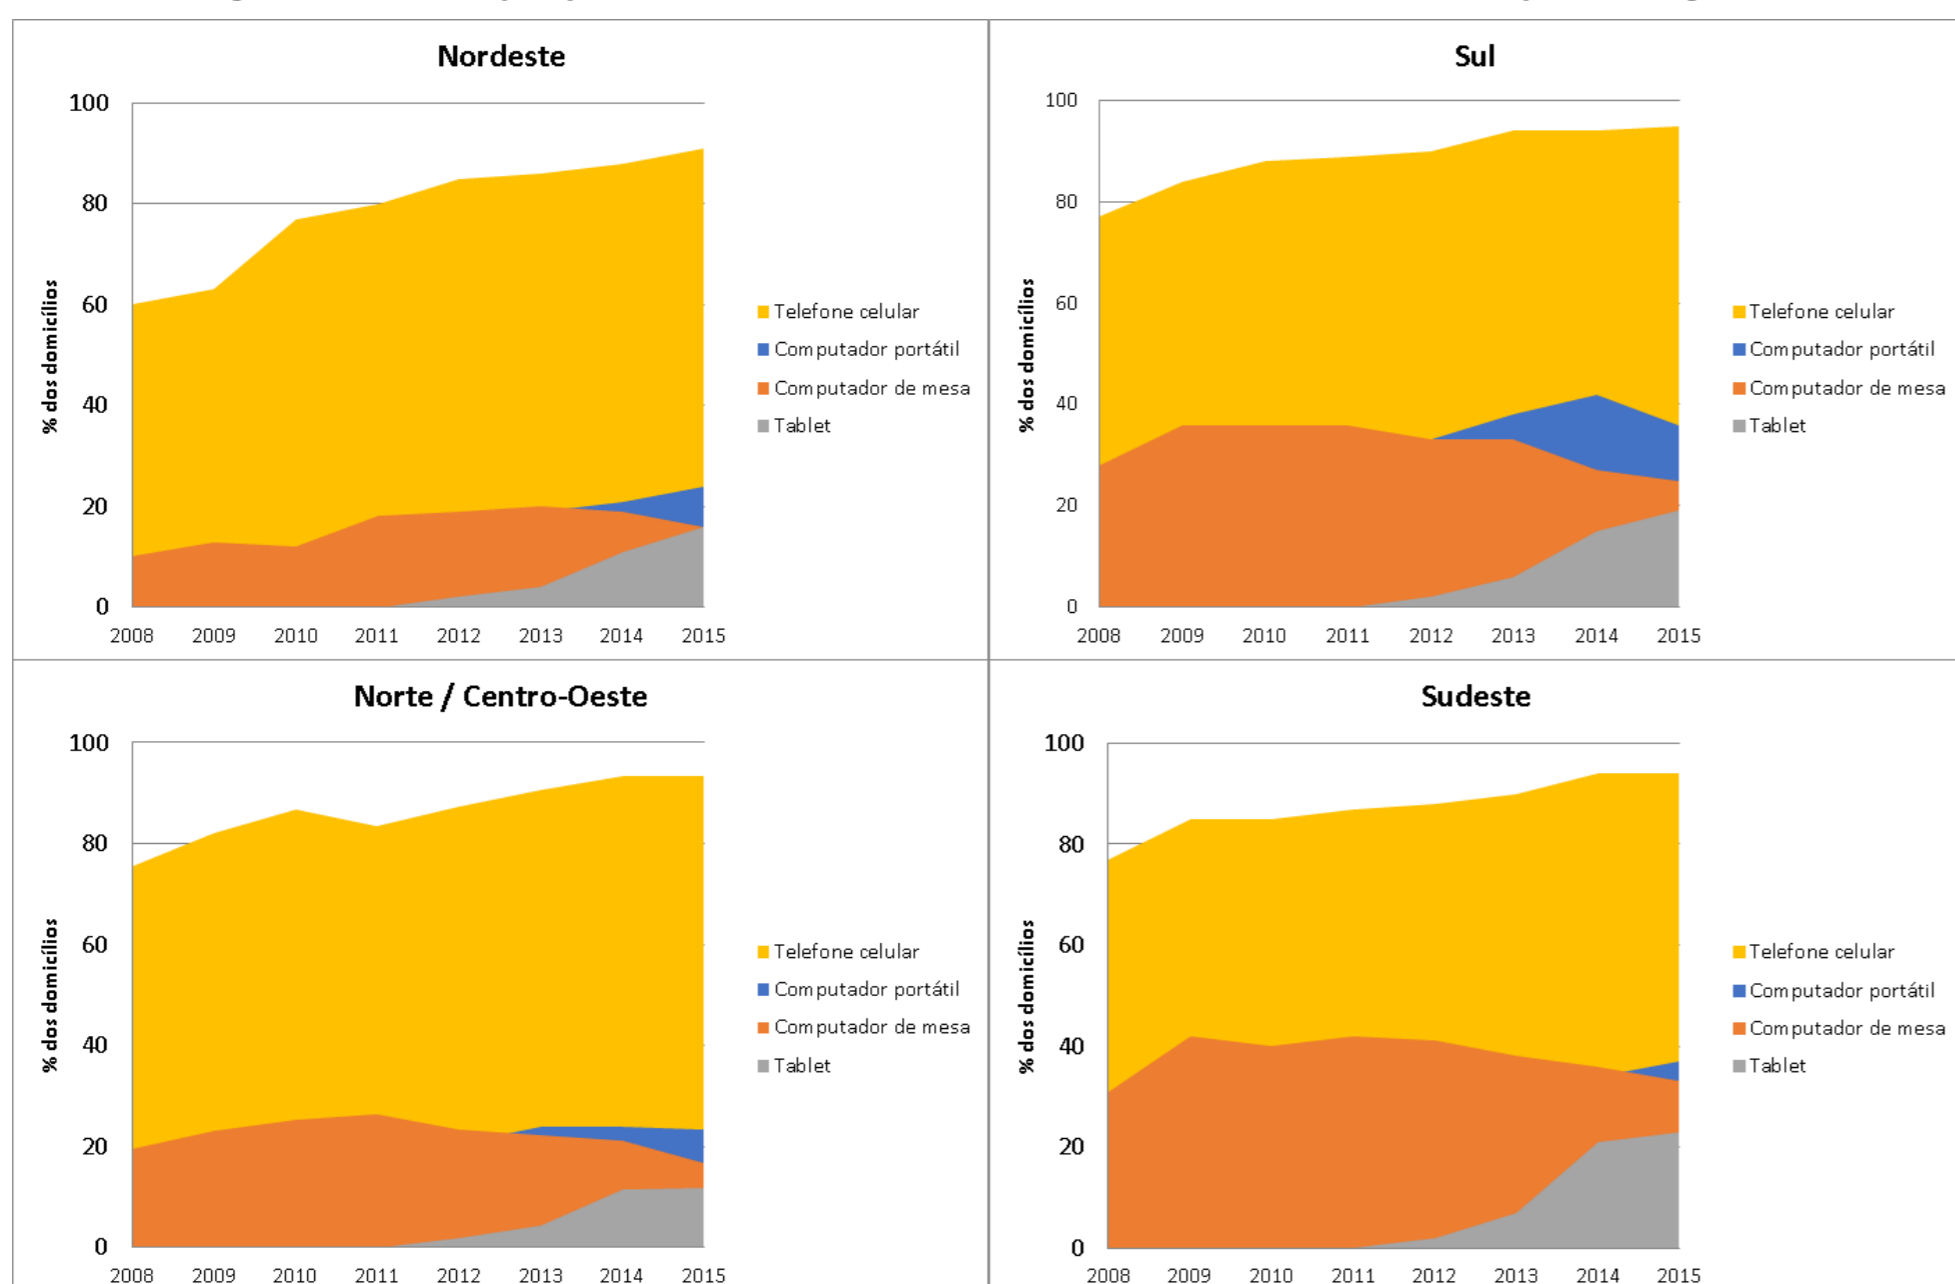 Nordeste
100
80
60
40
20
0
% dos domicílios
2008 2009 2010 2011 2012 2013 2014 2015
Telefone celular
Computador portátil
Computador de mesa
Tablet
Sul
100
80
60
40
20
0
% dos domicílios
2008 2009 2010 2011 2012 2013 2014 2015
Telefone celular
Computador portátil
Computador de mesa
Tablet
Norte / Centro-Oeste
100
80
60
40
20
0
% dos domicílios
2008 2009 2010 2011 2012 2013 2014 2015
Telefone celular
Computador portátil
Computador de mesa
Tablet
Sudeste
100
80
60
40
20
0
% dos domicílios
2008 2009 2010 2011 2012 2013 2014 2015
Telefone celular
Computador portátil
Computador de mesa
Tablet